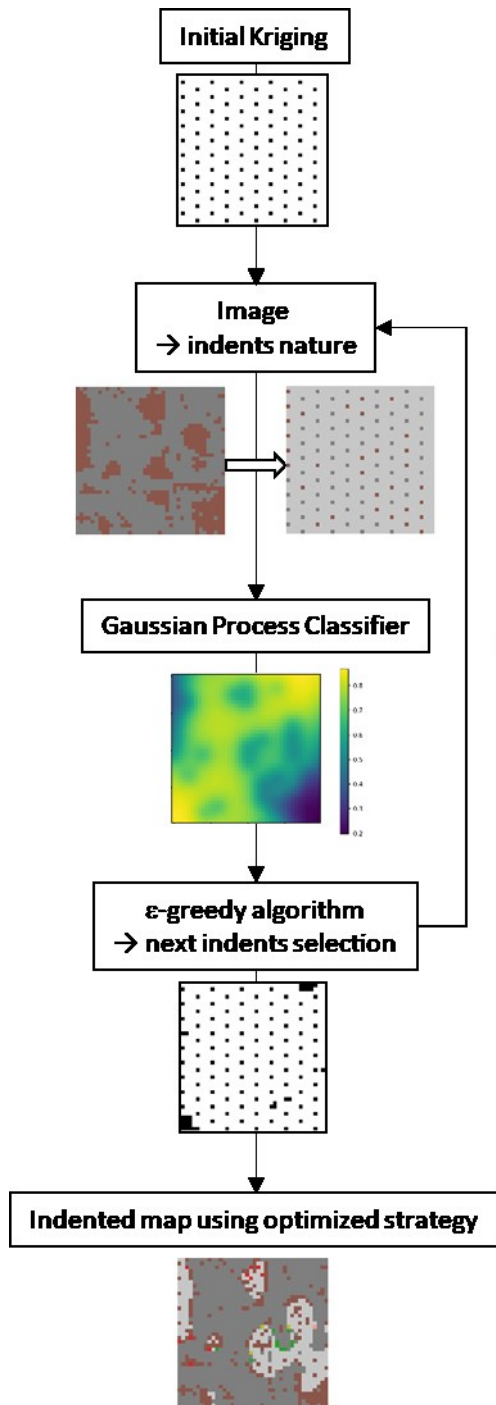 Initial Kriging
Image
→ indents nature
Gaussian Process Classifier
0.8
0.7
0.6
0.5
0.4
0.3
0.2
ε-greedy algorithm
→ next indents selection
Indented map using optimized strategy